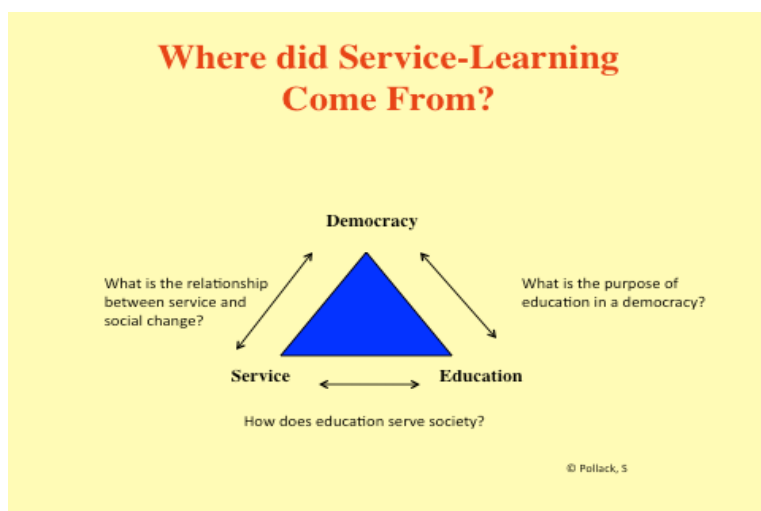 Where did Service-Learning
Come From?
Democracy
What is the relationship
between service and
social change?
What is the purpose of
education in a democracy?
Service
Education
How does education serve society?
© Pollack, S